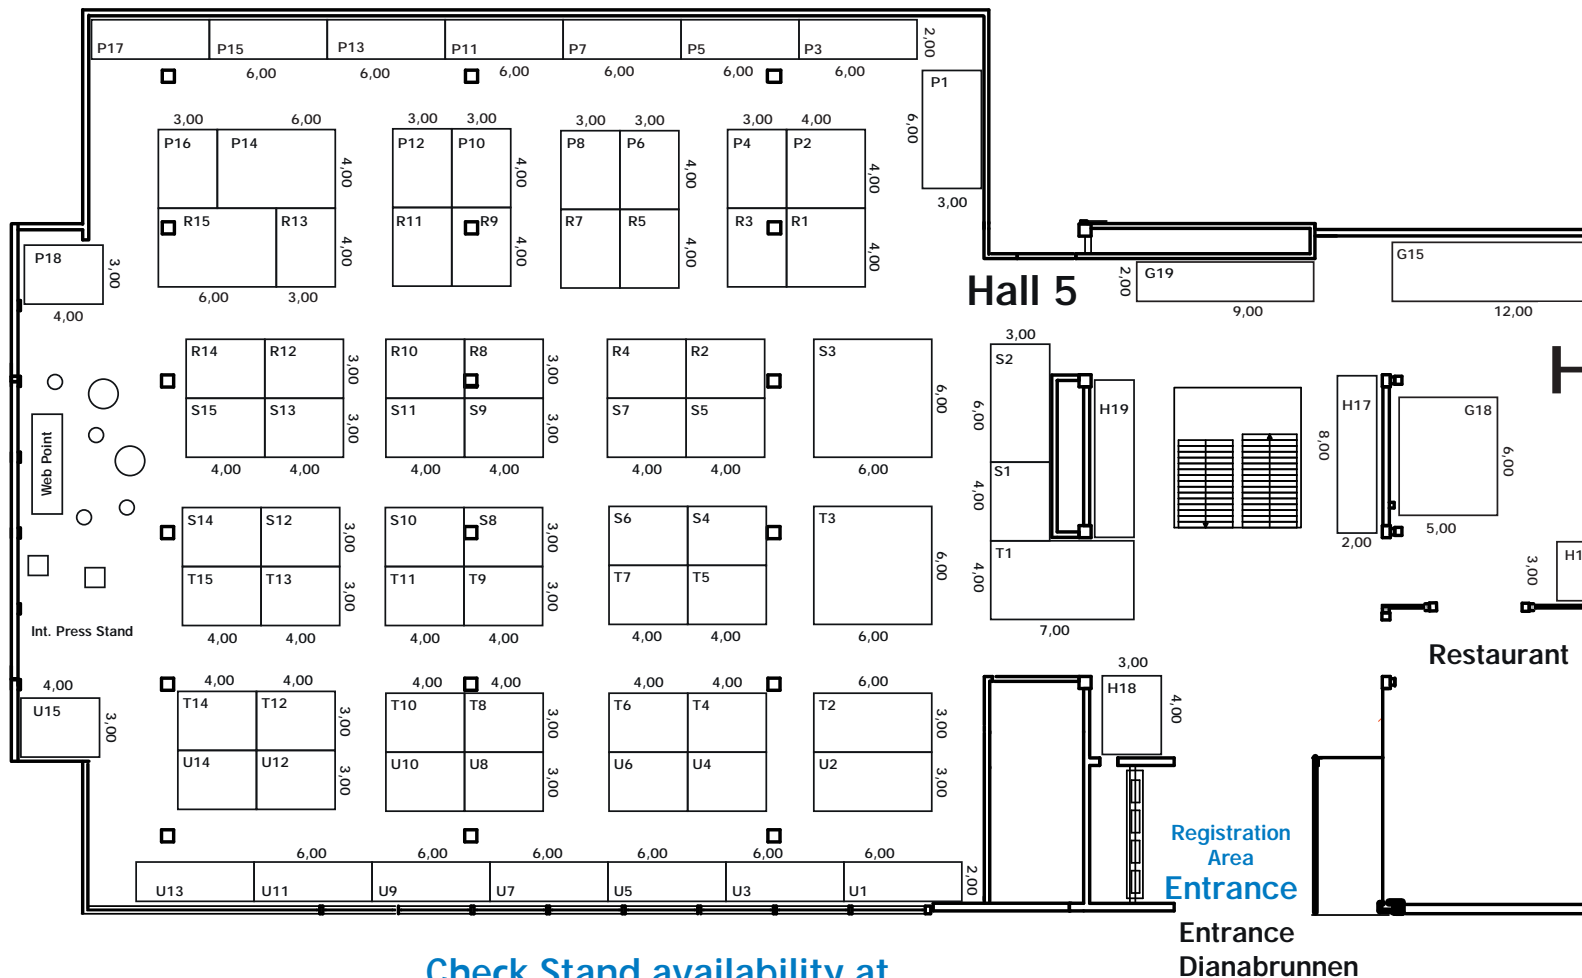 P17 P15 P13 P11 P7 P5 P3
2,00
6,00 6,00 6,00 6,00 6,00 6,00
P1
6,00
3,00
3,00 6,00 3,00 3,00 3,00 3,00 3,00 4,00
P16 P14 P12 P10 P8 P6 P4 P2
4,00 4,00 4,00 4,00
R15 R13 R11 R9 R7 R5 R3 R1
4,00 4,00 4,00 4,00
6,00 3,00
P18
3,00
4,00
Hall 5
2,00
G19
9,00
G15
12,00
R14 R12 3,00 R10 R8 3,00 R4 R2 S3
S15 S13 3,00 S11 S9 3,00 S7 S5 6,00
4,00 4,00 4,00 4,00 4,00 4,00 6,00
3,00
S2
6,00
S1
4,00
H19
T1
4,00
7,00
H17
8,00
2,00
G18
6,00
5,00
H1
3,00
Web Point
S14 S12 3,00 S10 S8 3,00 S6 S4 T3
T15 T13 3,00 T11 T9 3,00 T7 T5 6,00
4,00 4,00 4,00 4,00 4,00 4,00 6,00
Int. Press Stand
Restaurant
4,00
U15
3,00
4,00 4,00 4,00 4,00 4,00 4,00 6,00
T14 T12 3,00 T10 T8 T6 T4 T2 3,00
U14 U12 3,00 U10 U8 U6 U4 U2 3,00
3,00
H18
4,00
6,00 6,00 6,00 6,00 6,00 6,00
U13 U11 U9 U7 U5 U3 U1
2,00
Registration
Area
Entrance
Entrance
Dianabrunnen
Check Stand availability at